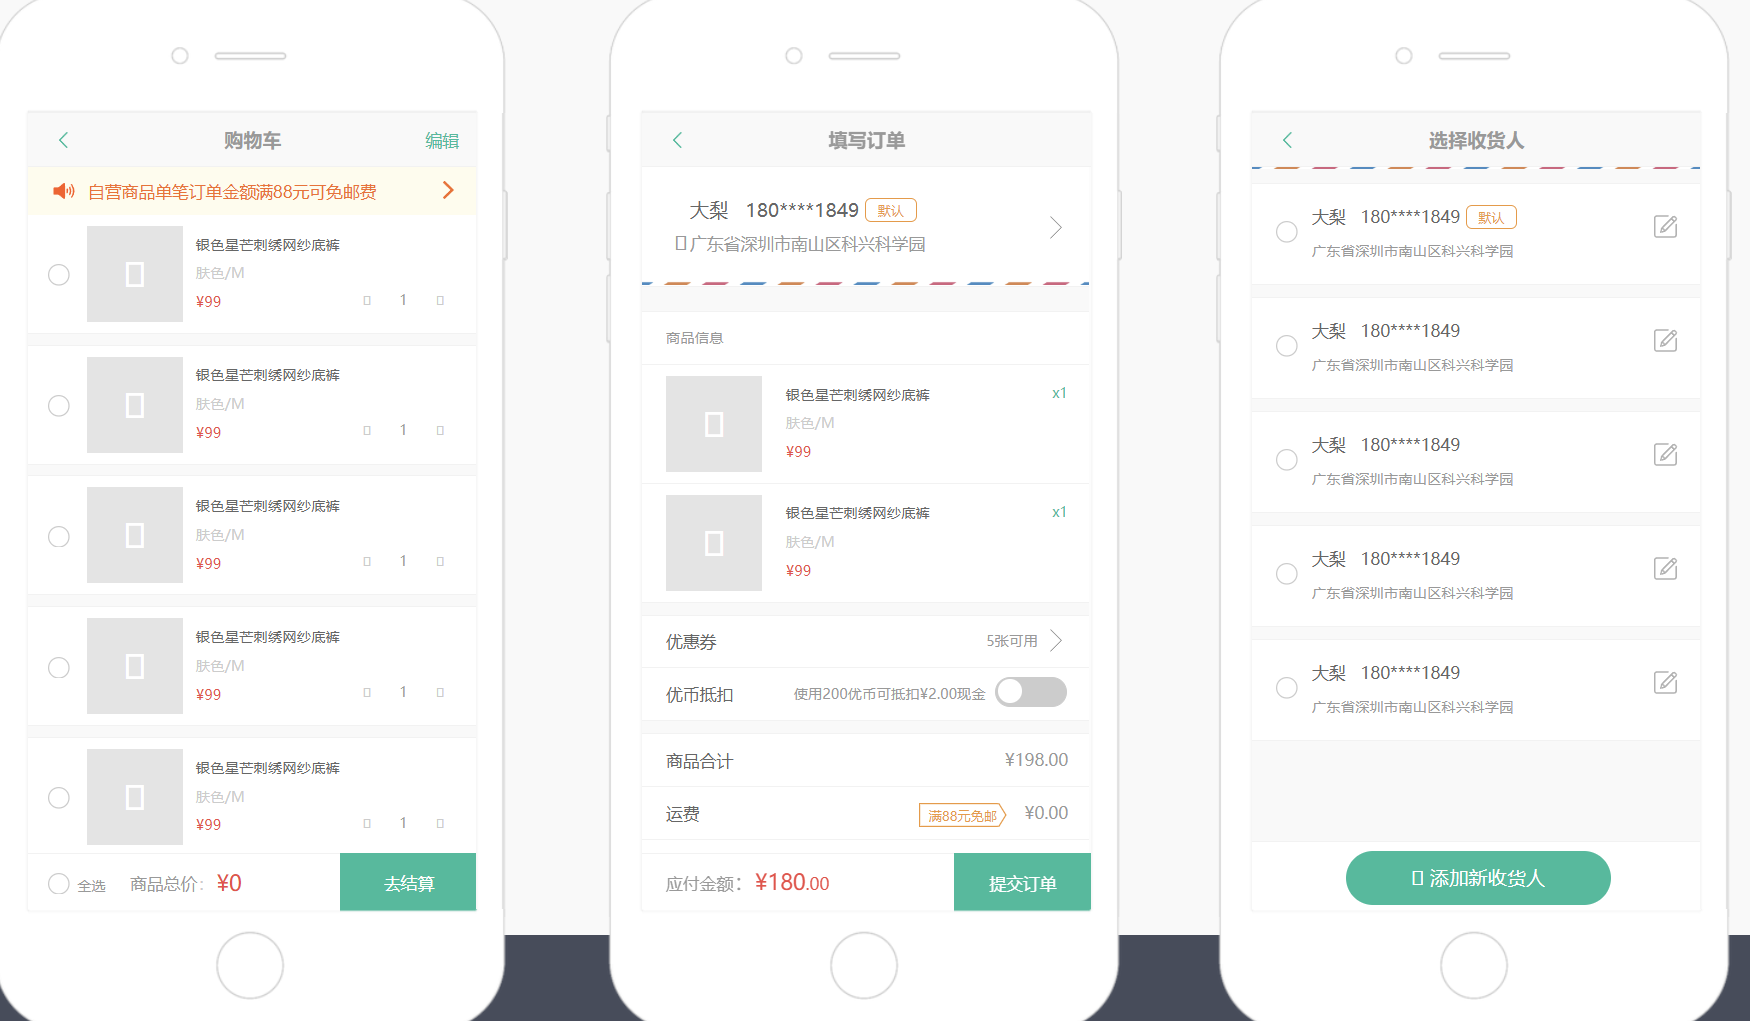 购物车 编辑
自营商品单笔订单金额满88元可免邮费
银色星芒刺绣网纱底裤
肤色/M
¥99 1
银色星芒刺绣网纱底裤
肤色/M
¥99 1
银色星芒刺绣网纱底裤
肤色/M
¥99 1
银色星芒刺绣网纱底裤
肤色/M
¥99 1
银色星芒刺绣网纱底裤
肤色/M
¥99 1
全选 商品总价: ¥0 去结算
填写订单
大梨 180****1849 默认
广东省深圳市南山区科兴科学园
商品信息
银色星芒刺绣网纱底裤 x1
肤色/M
¥99
银色星芒刺绣网纱底裤 x1
肤色/M
¥99
优惠券 5张可用
优币抵扣 使用200优币可抵扣¥2.00现金
商品合计 ¥198.00
运费 满88元免邮 ¥0.00
应付金额： ¥180.00 提交订单
选择收货人
大梨 180****1849 默认
广东省深圳市南山区科兴科学园
大梨 180****1849
广东省深圳市南山区科兴科学园
大梨 180****1849
广东省深圳市南山区科兴科学园
大梨 180****1849
广东省深圳市南山区科兴科学园
大梨 180****1849
广东省深圳市南山区科兴科学园
添加新收货人